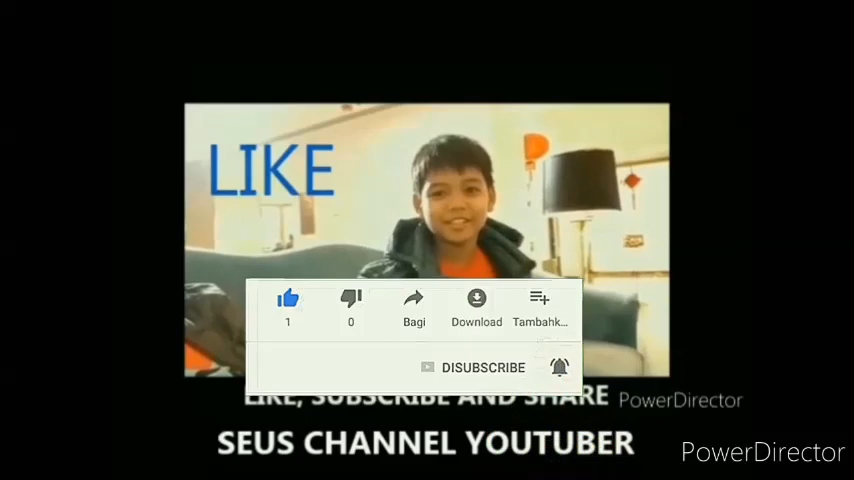 LIKE
1 0 Bagi Download Tambahk...
DISUBSCRIBE
LIKE, SUBSCRIBE AND SHARE
PowerDirector
SEUS CHANNEL YOUTUBER
PowerDirector